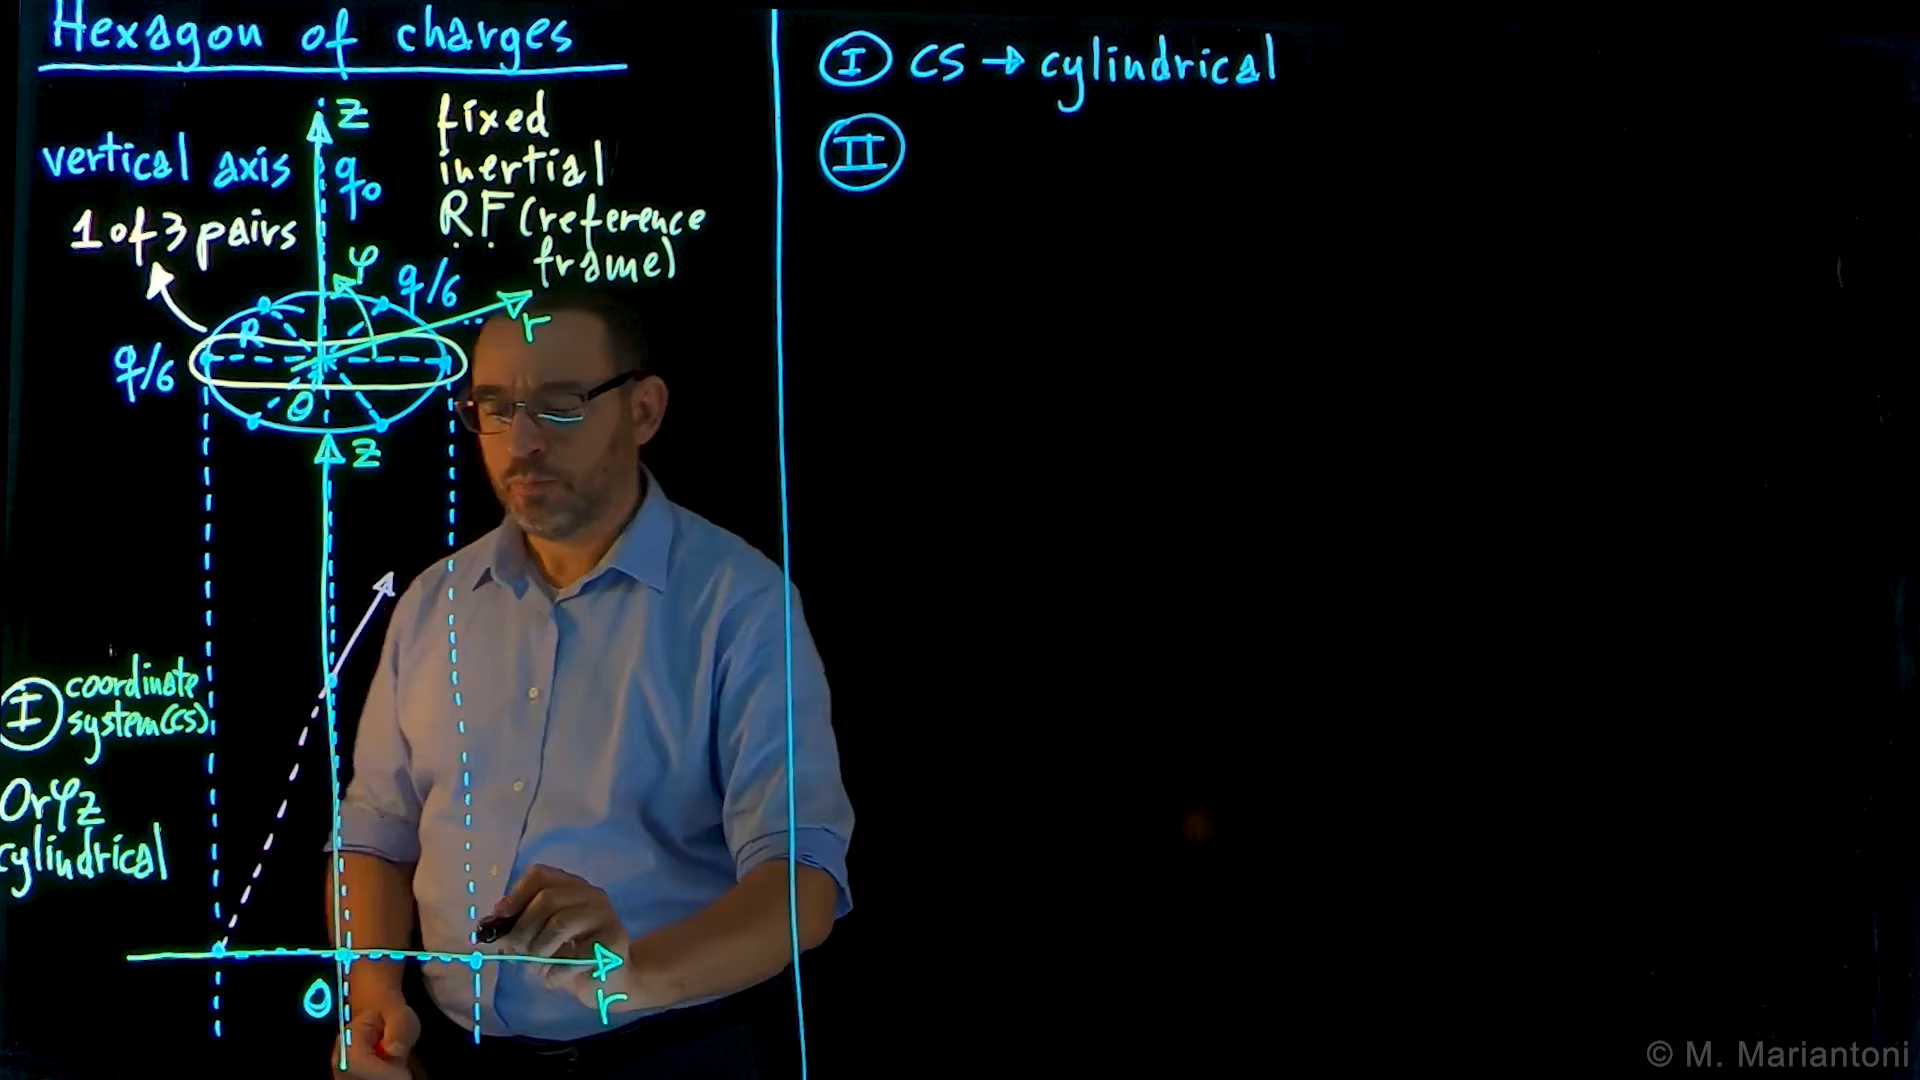 Hexagon of charges
z
vertical axis
q₀
fixed
inertial
R.F. (reference
frame)
1 of 3 pairs
φ
q/6
r
R
q/6
O
z
I coordinate
system (CS)
Orφz
cylindrical
O
r
I CS → cylindrical
II
© M. Mariantoni